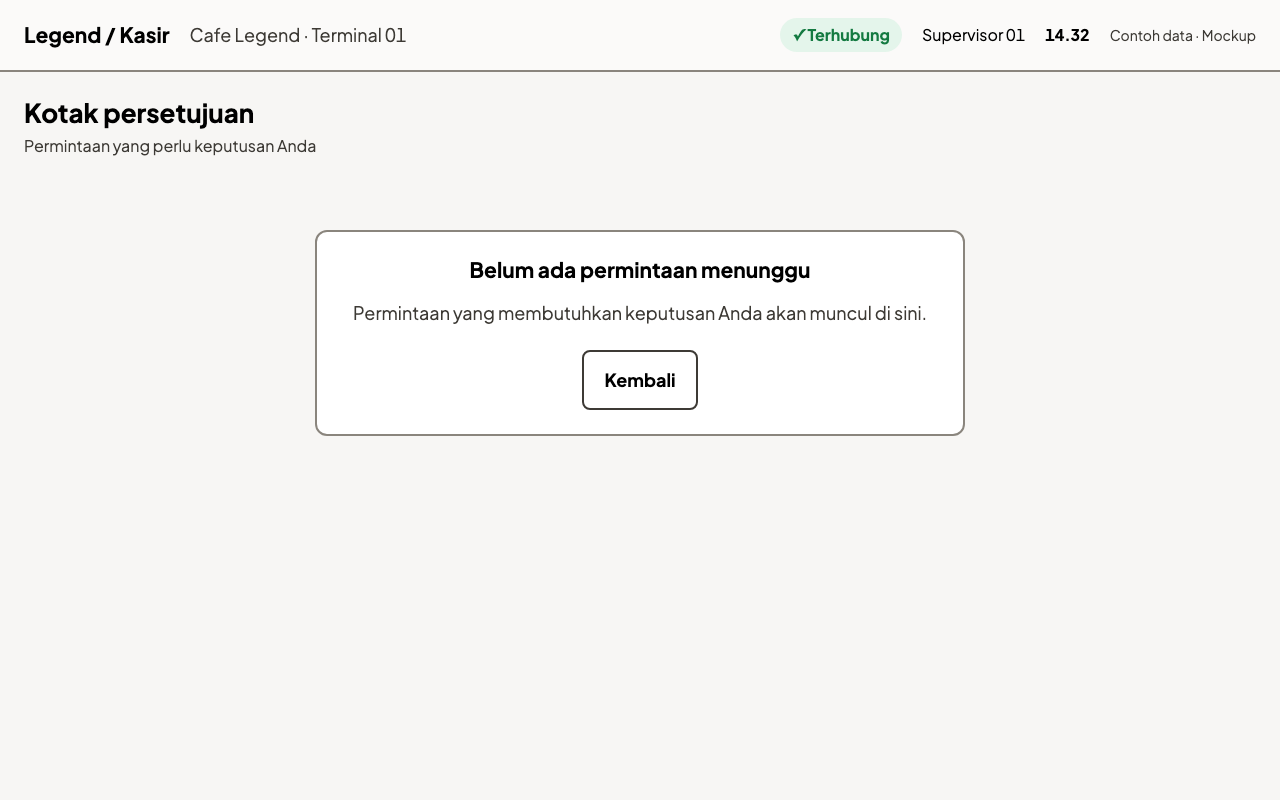 Legend / Kasir Cafe Legend · Terminal 01 ✓Terhubung Supervisor 01 14.32 Contoh data · Mockup
Kotak persetujuan
Permintaan yang perlu keputusan Anda
Belum ada permintaan menunggu
Permintaan yang membutuhkan keputusan Anda akan muncul di sini.
Kembali